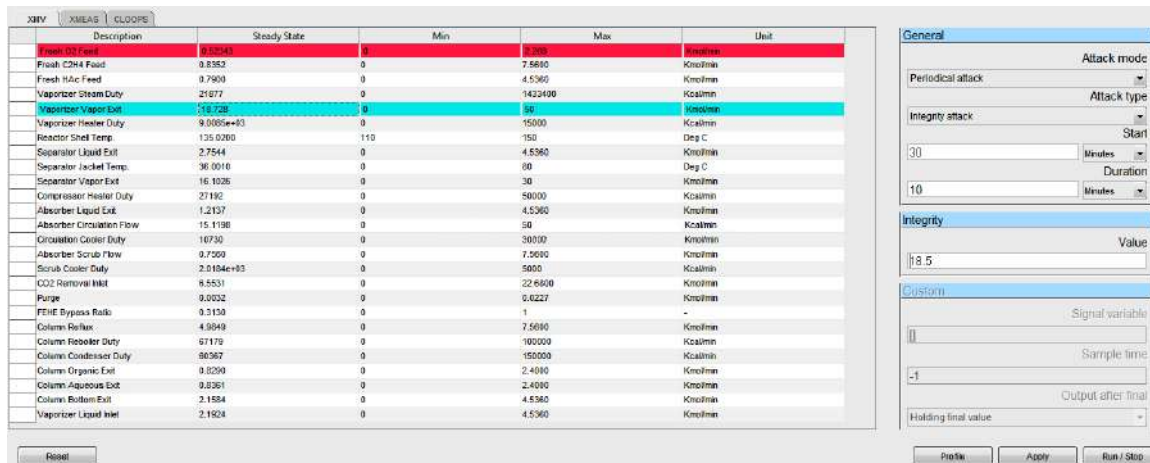 XMV XMEAS CLOOPS
Description Steady State Min Max Unit
Fresh O2 Feed 0.52343 0 2.268 Kmol/min
Fresh C2H4 Feed 0.8352 0 7.5600 Kmol/min
Fresh HAc Feed 0.7900 0 4.5360 Kmol/min
Vaporizer Steam Duty 21877 0 1433400 Kcal/min
Vaporizer Vapor Exit 18.728 0 50 Kmol/min
Vaporizer Heater Duty 9.0085e+03 0 15000 Kcal/min
Reactor Shell Temp. 135.0200 110 150 Deg C
Separator Liquid Exit 2.7544 0 4.5360 Kmol/min
Separator Jacket Temp. 36.0010 0 80 Deg C
Separator Vapor Exit 16.1026 0 30 Kmol/min
Compressor Heater Duty 27192 0 50000 Kcal/min
Absorber Liquid Exit 1.2137 0 4.5360 Kmol/min
Absorber Circulation Flow 15.1198 0 50 Kcal/min
Circulation Cooler Duty 10730 0 30000 Kmol/min
Absorber Scrub Flow 0.7560 0 7.5600 Kmol/min
Scrub Cooler Duty 2.0184e+03 0 5000 Kcal/min
CO2 Removal Inlet 6.5531 0 22.6800 Kmol/min
Purge 0.0032 0 0.0227 Kmol/min
FEHE Bypass Ratio 0.3130 0 1 -
Column Reflux 4.9849 0 7.5600 Kmol/min
Column Reboiler Duty 67179 0 100000 Kcal/min
Column Condenser Duty 60367 0 150000 Kcal/min
Column Organic Exit 0.8290 0 2.4000 Kmol/min
Column Aqueous Exit 0.8361 0 2.4000 Kmol/min
Column Bottom Exit 2.1584 0 4.5360 Kmol/min
Vaporizer Liquid Inlet 2.1924 0 4.5360 Kmol/min
Reset
General
Attack mode
Periodical attack
Attack type
Integrity attack
Start
30 Minutes
Duration
10 Minutes
Integrity
Value
18.5
Custom
Signal variable
[]
Sample time
-1
Output after final
Holding final value
Profile Apply Run / Stop